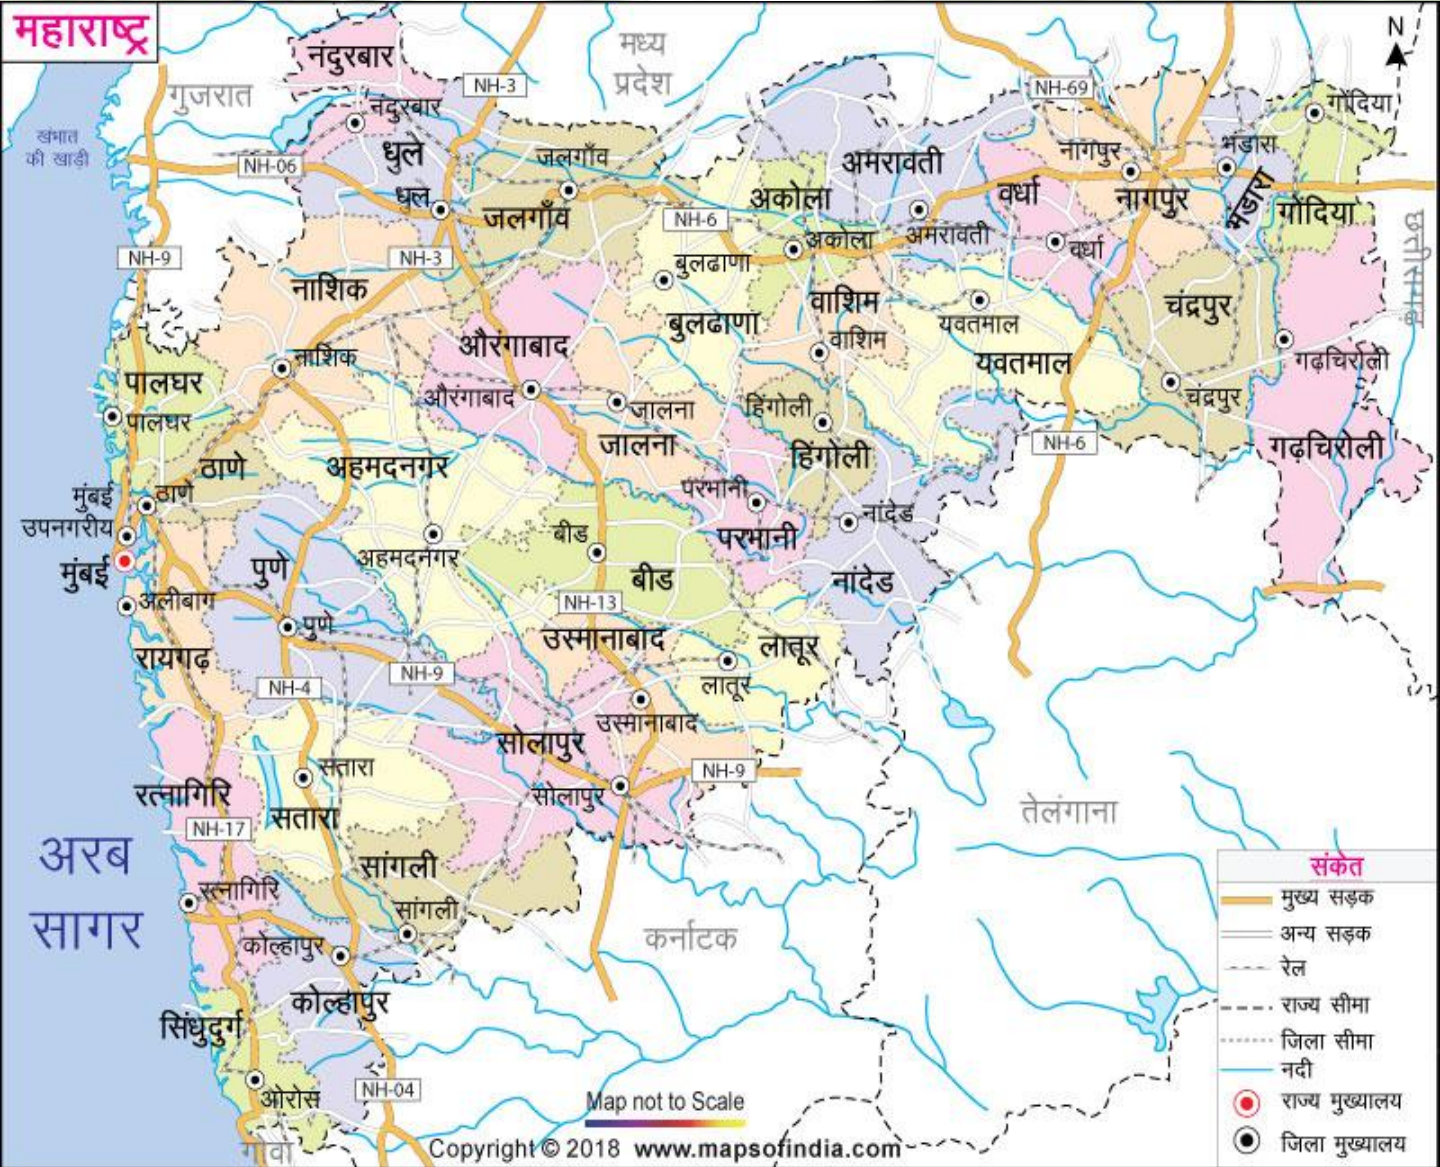 महाराष्ट्र
N
मध्य
प्रदेश
गुजरात
खंभात
की खाड़ी
नंदुरबार
नंदुरबार
NH-3
NH-69
गोंदिया
NH-06
धुले
जलगाँव
अमरावती
नागपुर
भंडारा
धुल
जलगाँव
अकोला
वर्धा
नागपुर
भंडारा
गोंदिया
NH-6
अकोला
अमरावती
वर्धा
छत्तीसगढ़
NH-9
NH-3
बुलढाणा
नाशिक
वाशिम
चंद्रपुर
बुलढाणा
यवतमाल
नाशिक
औरंगाबाद
वाशिम
यवतमाल
गढ़चिरोली
पालघर
औरंगाबाद
जालना
हिंगोली
चंद्रपुर
पालघर
जालना
हिंगोली
NH-6
गढ़चिरोली
ठाणे
अहमदनगर
मुंबई
उपनगरीय
ठाणे
परभानी
नांदेड
अहमदनगर
बीड
परभानी
मुंबई
पुणे
बीड
नांदेड
अलीबाग
NH-13
पुणे
उस्मानाबाद
लातूर
रायगढ़
NH-4
NH-9
लातूर
उस्मानाबाद
सोलापुर
सतारा
NH-9
रत्नागिरि
सोलापुर
तेलंगाना
NH-17
सतारा
अरब
सागर
सांगली
रत्नागिरि
सांगली
कोल्हापुर
कर्नाटक
कोल्हापुर
सिंधुदुर्ग
ओरोस
NH-04
गोवा
संकेत
मुख्य सड़क
अन्य सड़क
रेल
राज्य सीमा
जिला सीमा
नदी
राज्य मुख्यालय
जिला मुख्यालय
Map not to Scale
Copyright © 2018 www.mapsofindia.com